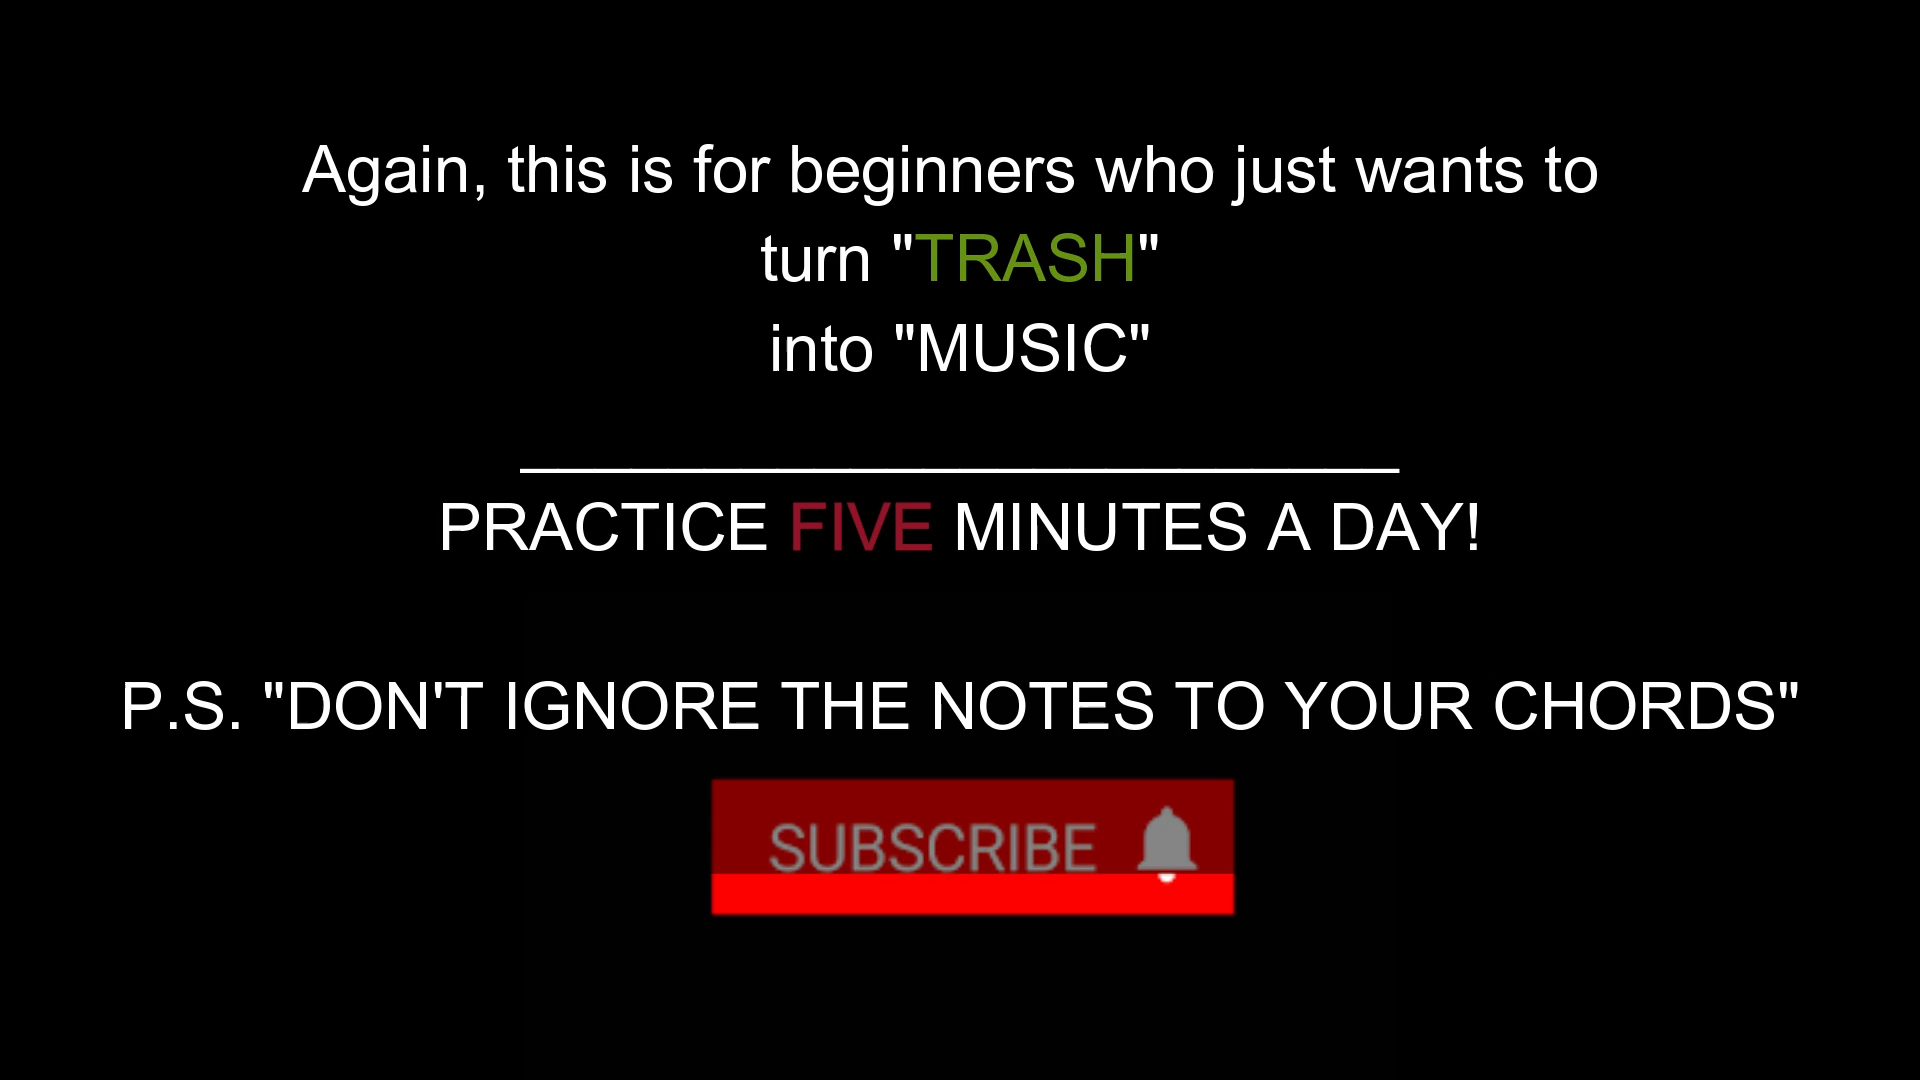 Again, this is for beginners who just wants to
turn "TRASH"
into "MUSIC"
________________________
PRACTICE FIVE MINUTES A DAY!
P.S. "DON'T IGNORE THE NOTES TO YOUR CHORDS"
SUBSCRIBE